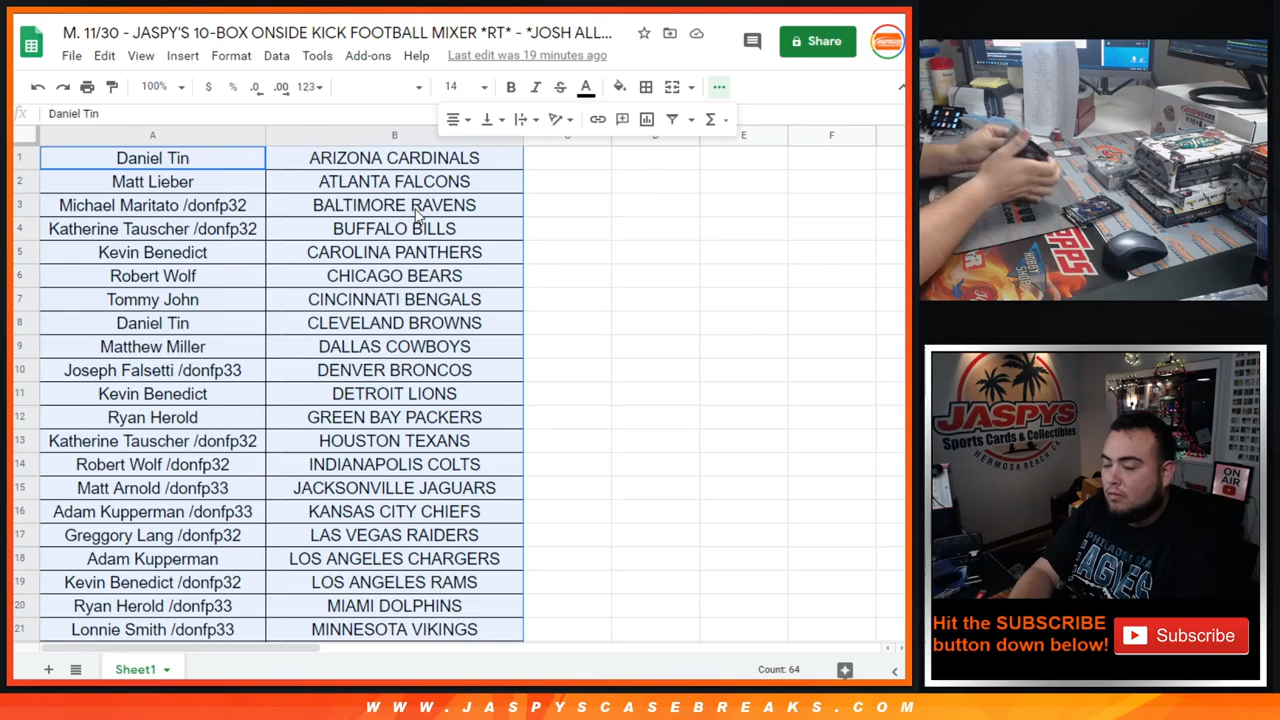 M. 11/30 - JASPY'S 10-BOX ONSIDE KICK FOOTBALL MIXER *RT* - *JOSH ALL...
Share
File Edit View Insert Format Data Tools Add-ons Help Last edit was 19 minutes ago
100% $ % .0 .00 123 14 B I S A
fx Daniel Tin
A B C D E F
1 Daniel Tin ARIZONA CARDINALS
2 Matt Lieber ATLANTA FALCONS
3 Michael Maritato /donfp32 BALTIMORE RAVENS
4 Katherine Tauscher /donfp32 BUFFALO BILLS
5 Kevin Benedict CAROLINA PANTHERS
6 Robert Wolf CHICAGO BEARS
7 Tommy John CINCINNATI BENGALS
8 Daniel Tin CLEVELAND BROWNS
9 Matthew Miller DALLAS COWBOYS
10 Joseph Falsetti /donfp33 DENVER BRONCOS
11 Kevin Benedict DETROIT LIONS
12 Ryan Herold GREEN BAY PACKERS
13 Katherine Tauscher /donfp32 HOUSTON TEXANS
14 Robert Wolf /donfp32 INDIANAPOLIS COLTS
15 Matt Arnold /donfp33 JACKSONVILLE JAGUARS
16 Adam Kupperman /donfp33 KANSAS CITY CHIEFS
17 Greggory Lang /donfp32 LAS VEGAS RAIDERS
18 Adam Kupperman LOS ANGELES CHARGERS
19 Kevin Benedict /donfp32 LOS ANGELES RAMS
20 Ryan Herold /donfp33 MIAMI DOLPHINS
21 Lonnie Smith /donfp33 MINNESOTA VIKINGS
Sheet1
Count: 64
TOPPS
HOBBY SHOP
JASPYS
Sports Cards & Collectibles
HERMOSA BEACH
ON AIR
PHILADELPHIA
EAGLES
Hit the SUBSCRIBE
button down below!
Subscribe
WWW.JASPYSCASEBREAKS.COM